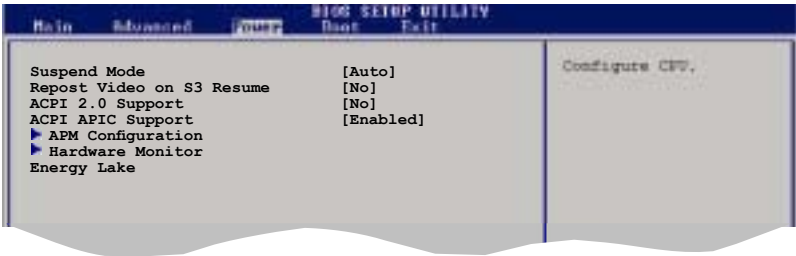 BIOS SETUP UTILITY
Main Advanced Power Boot Exit
Suspend Mode [Auto]
Repost Video on S3 Resume [No]
ACPI 2.0 Support [No]
ACPI APIC Support [Enabled]
APM Configuration
Hardware Monitor
Energy Lake
Configure CPU.